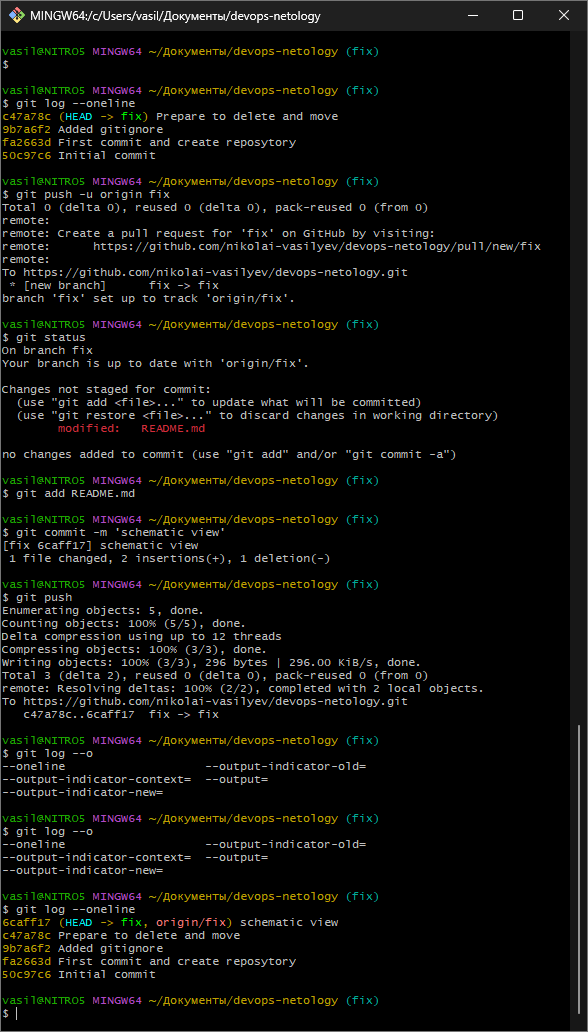 MINGW64:/c/Users/vasil/Документы/devops-netology
vasil@NITRO5 MINGW64 ~/Документы/devops-netology (fix)
$
vasil@NITRO5 MINGW64 ~/Документы/devops-netology (fix)
$ git log --oneline
c47a78c (HEAD -> fix) Prepare to delete and move
9b7a6f2 Added gitignore
fa2663d First commit and create reposytory
50c97c6 Initial commit
vasil@NITRO5 MINGW64 ~/Документы/devops-netology (fix)
$ git push -u origin fix
Total 0 (delta 0), reused 0 (delta 0), pack-reused 0 (from 0)
remote:
remote: Create a pull request for 'fix' on GitHub by visiting:
remote:      https://github.com/nikolai-vasilyev/devops-netology/pull/new/fix
remote:
To https://github.com/nikolai-vasilyev/devops-netology.git
 * [new branch]      fix -> fix
branch 'fix' set up to track 'origin/fix'.
vasil@NITRO5 MINGW64 ~/Документы/devops-netology (fix)
$ git status
On branch fix
Your branch is up to date with 'origin/fix'.
Changes not staged for commit:
  (use "git add <file>..." to update what will be committed)
  (use "git restore <file>..." to discard changes in working directory)
        modified:   README.md
no changes added to commit (use "git add" and/or "git commit -a")
vasil@NITRO5 MINGW64 ~/Документы/devops-netology (fix)
$ git add README.md
vasil@NITRO5 MINGW64 ~/Документы/devops-netology (fix)
$ git commit -m 'schematic view'
[fix 6caff17] schematic view
 1 file changed, 2 insertions(+), 1 deletion(-)
vasil@NITRO5 MINGW64 ~/Документы/devops-netology (fix)
$ git push
Enumerating objects: 5, done.
Counting objects: 100% (5/5), done.
Delta compression using up to 12 threads
Compressing objects: 100% (3/3), done.
Writing objects: 100% (3/3), 296 bytes | 296.00 KiB/s, done.
Total 3 (delta 2), reused 0 (delta 0), pack-reused 0 (from 0)
remote: Resolving deltas: 100% (2/2), completed with 2 local objects.
To https://github.com/nikolai-vasilyev/devops-netology.git
   c47a78c..6caff17  fix -> fix
vasil@NITRO5 MINGW64 ~/Документы/devops-netology (fix)
$ git log --o
--oneline                    --output-indicator-old=
--output-indicator-context=  --output=
--output-indicator-new=
vasil@NITRO5 MINGW64 ~/Документы/devops-netology (fix)
$ git log --o
--oneline                    --output-indicator-old=
--output-indicator-context=  --output=
--output-indicator-new=
vasil@NITRO5 MINGW64 ~/Документы/devops-netology (fix)
$ git log --oneline
6caff17 (HEAD -> fix, origin/fix) schematic view
c47a78c Prepare to delete and move
9b7a6f2 Added gitignore
fa2663d First commit and create reposytory
50c97c6 Initial commit
vasil@NITRO5 MINGW64 ~/Документы/devops-netology (fix)
$